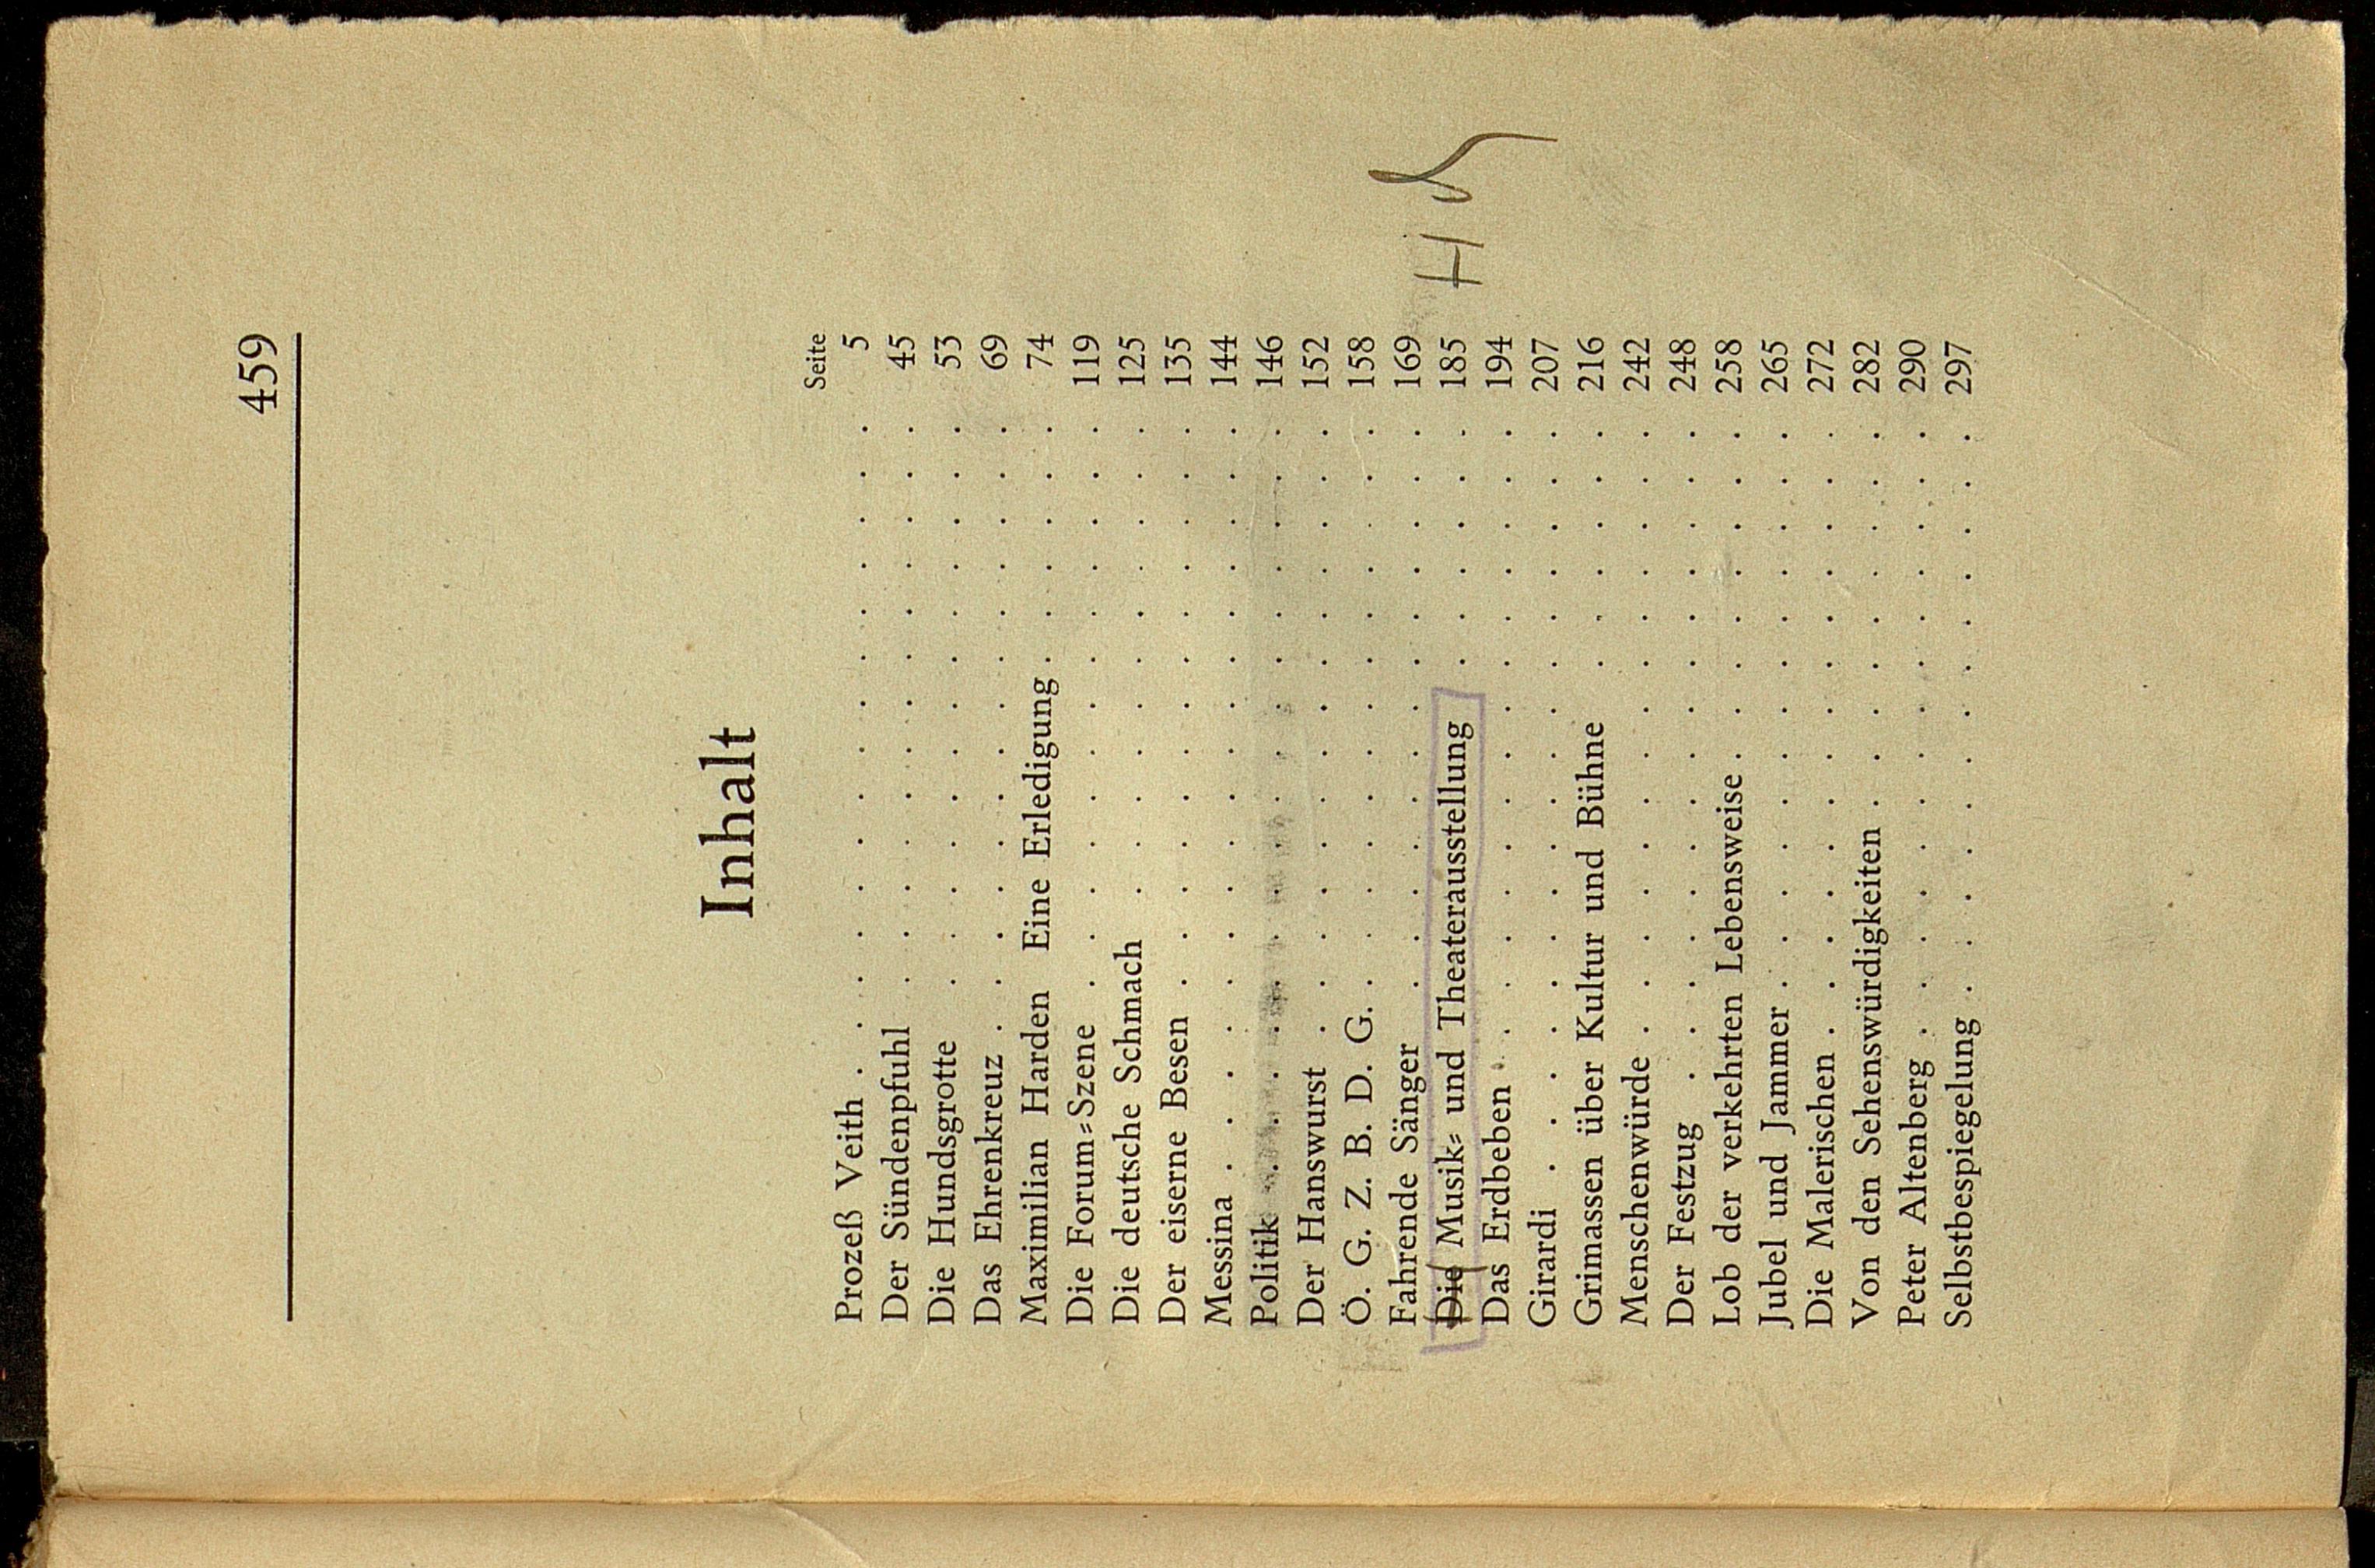 459
Inhalt
Seite
Prozeß Veith . . . . . . . . . . . . . . . 5
Der Sündenpfuhl . . . . . . . . . . . . . 45
Die Hundsgrotte . . . . . . . . . . . . . 53
Das Ehrenkreuz . . . . . . . . . . . . . . 69
Maximilian Harden Eine Erledigung . . . . . . 74
Die Forum-Szene . . . . . . . . . . . . . 119
Die deutsche Schmach . . . . . . . . . . . 125
Der eiserne Besen . . . . . . . . . . . . . 135
Messina . . . . . . . . . . . . . . . . . 144
Politik . . . . . . . . . . . . . . . . . 146
Der Hanswurst . . . . . . . . . . . . . . 152
Ö. G. Z. B. D. G. . . . . . . . . . . . . . 158
Fahrende Sänger . . . . . . . . . . . . . 169
Die Musik- und Theaterausstellung . . . . . . 185
Das Erdbeben . . . . . . . . . . . . . . . 194
Girardi . . . . . . . . . . . . . . . . . 207
Grimassen über Kultur und Bühne . . . . . . 216
Menschenwürde . . . . . . . . . . . . . . 242
Der Festzug . . . . . . . . . . . . . . . 248
Lob der verkehrten Lebensweise . . . . . . . . 258
Jubel und Jammer . . . . . . . . . . . . . 265
Die Malerischen . . . . . . . . . . . . . . 272
Von den Sehenswürdigkeiten . . . . . . . . . 282
Peter Altenberg . . . . . . . . . . . . . . 290
Selbstbespiegelung . . . . . . . . . . . . . 297